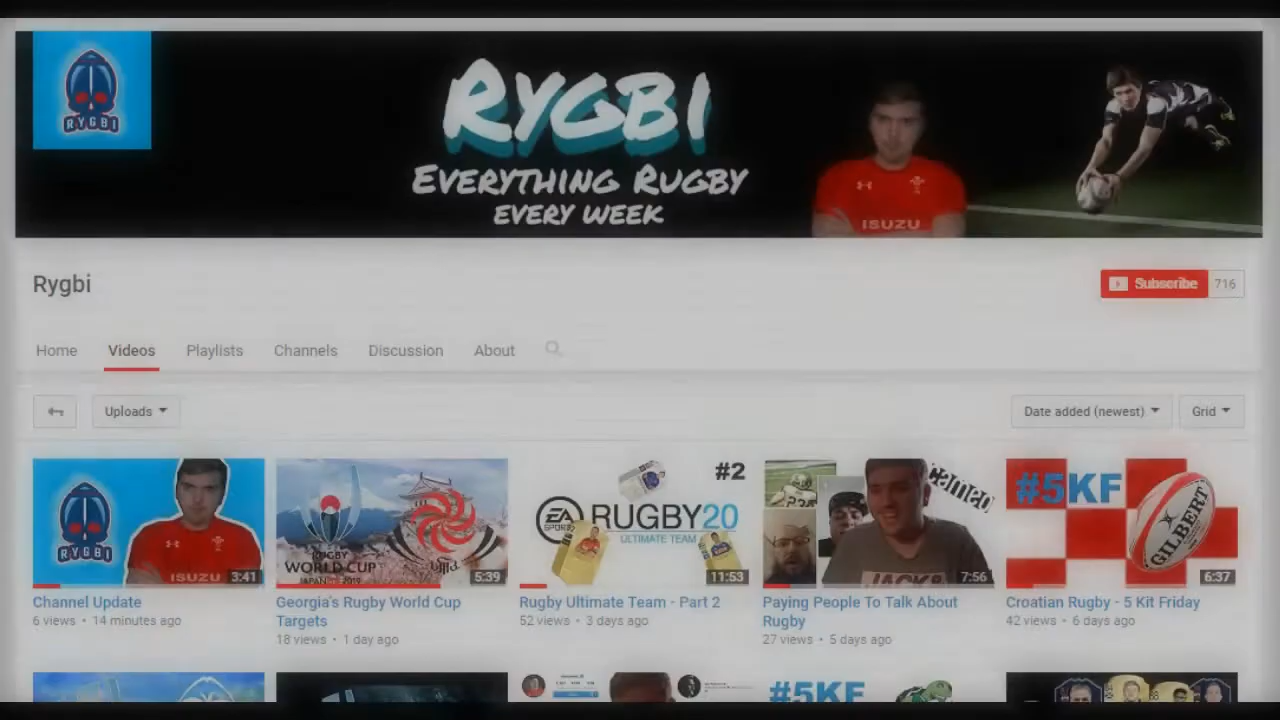 RYGBI
RYGBI
EVERYTHING RUGBY
EVERY WEEK
ISUZU
Rygbi
Subscribe 716
Home Videos Playlists Channels Discussion About
Uploads Date added (newest) Grid
RYGBI
ISUZU
3:41
RUGBY
WORLD CUP
JAPAN 2019
5:39
#2
EA
SPORTS
RUGBY20
ULTIMATE TEAM
11:53
7:56
#5KF
GILBERT
6:37
Channel Update
6 views • 14 minutes ago
Georgia's Rugby World Cup
Targets
18 views • 1 day ago
Rugby Ultimate Team - Part 2
52 views • 3 days ago
Paying People To Talk About
Rugby
27 views • 5 days ago
Croatian Rugby - 5 Kit Friday
42 views • 6 days ago
#5KF